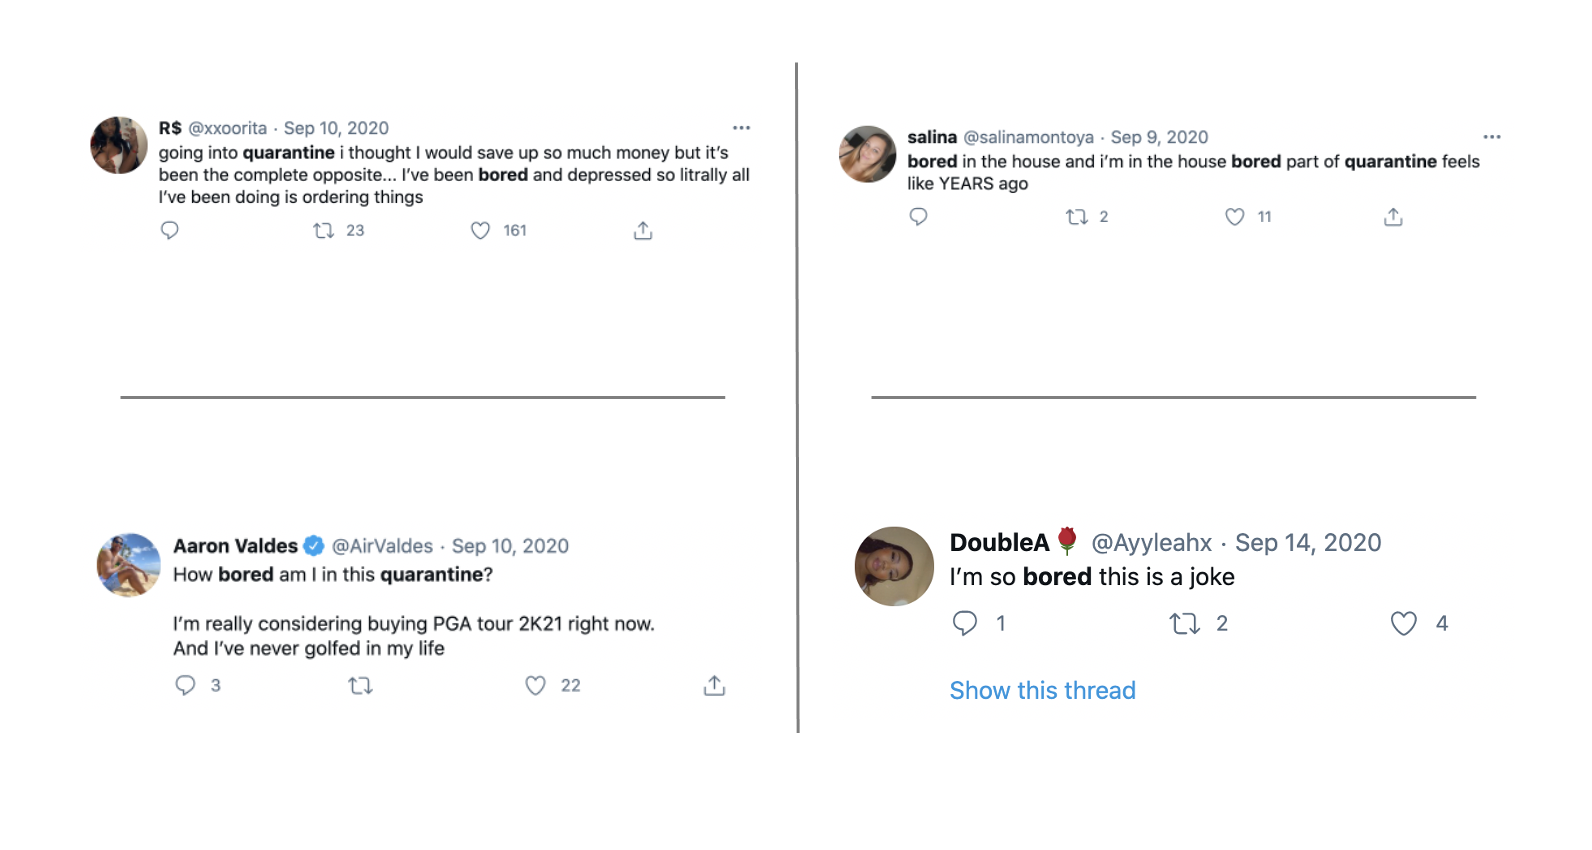 R$ @xxoorita · Sep 10, 2020
going into quarantine i thought I would save up so much money but it's
been the complete opposite... I've been bored and depressed so litrally all
I've been doing is ordering things
23 161
salina @salinamontoya · Sep 9, 2020
bored in the house and i'm in the house bored part of quarantine feels
like YEARS ago
2 11
Aaron Valdes @AirValdes · Sep 10, 2020
How bored am I in this quarantine?
I'm really considering buying PGA tour 2K21 right now.
And I've never golfed in my life
3 22
DoubleA🌹 @Ayyleahx · Sep 14, 2020
I'm so bored this is a joke
1 2 4
Show this thread